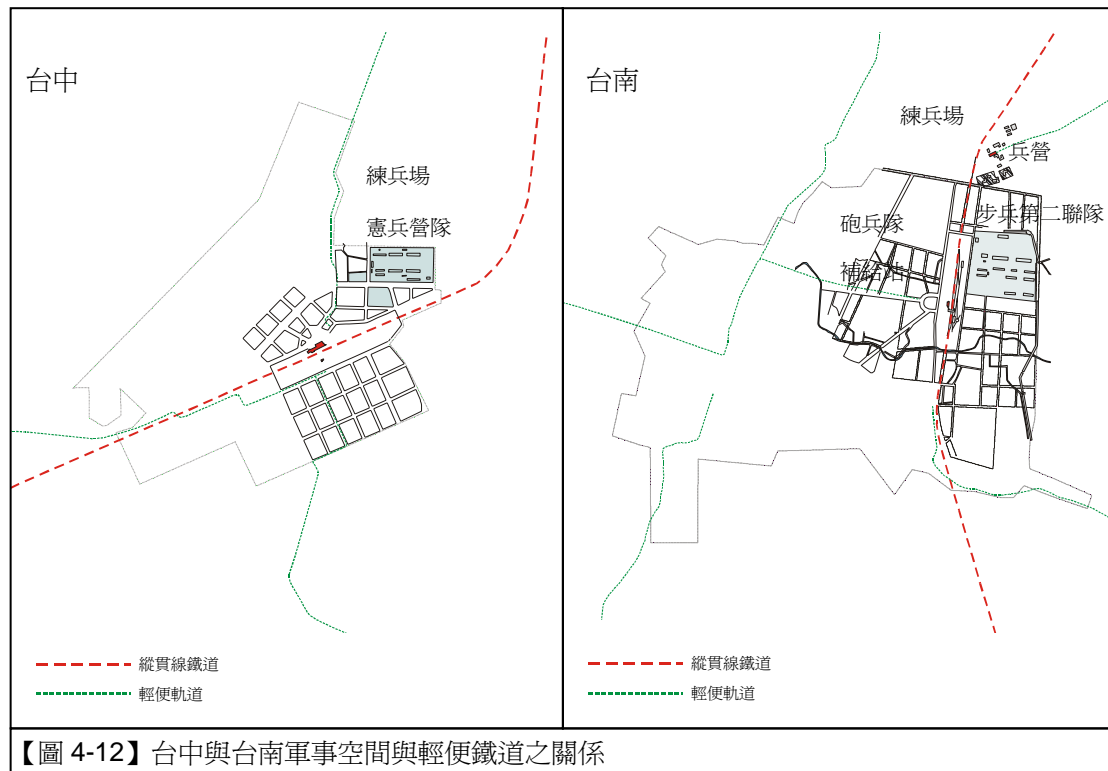 台中
練兵場
憲兵營隊
縱貫線鐵道
輕便軌道
台南
練兵場
兵營
步兵第二聯隊
砲兵隊
補給站
縱貫線鐵道
輕便軌道
【圖 4-12】台中與台南軍事空間與輕便鐵道之關係